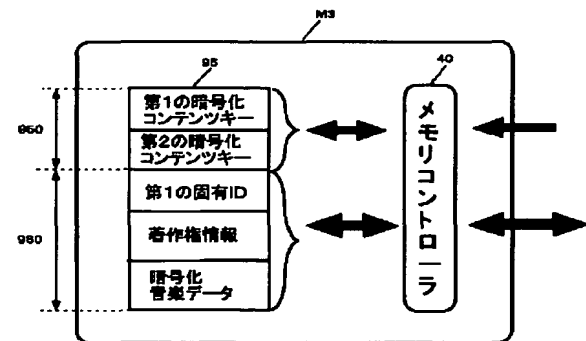 M3
95
40
950
980
第1の暗号化
コンテンツキー
第2の暗号化
コンテンツキー
第1の固有ID
著作権情報
暗号化
音楽データ
メモリコントローラ